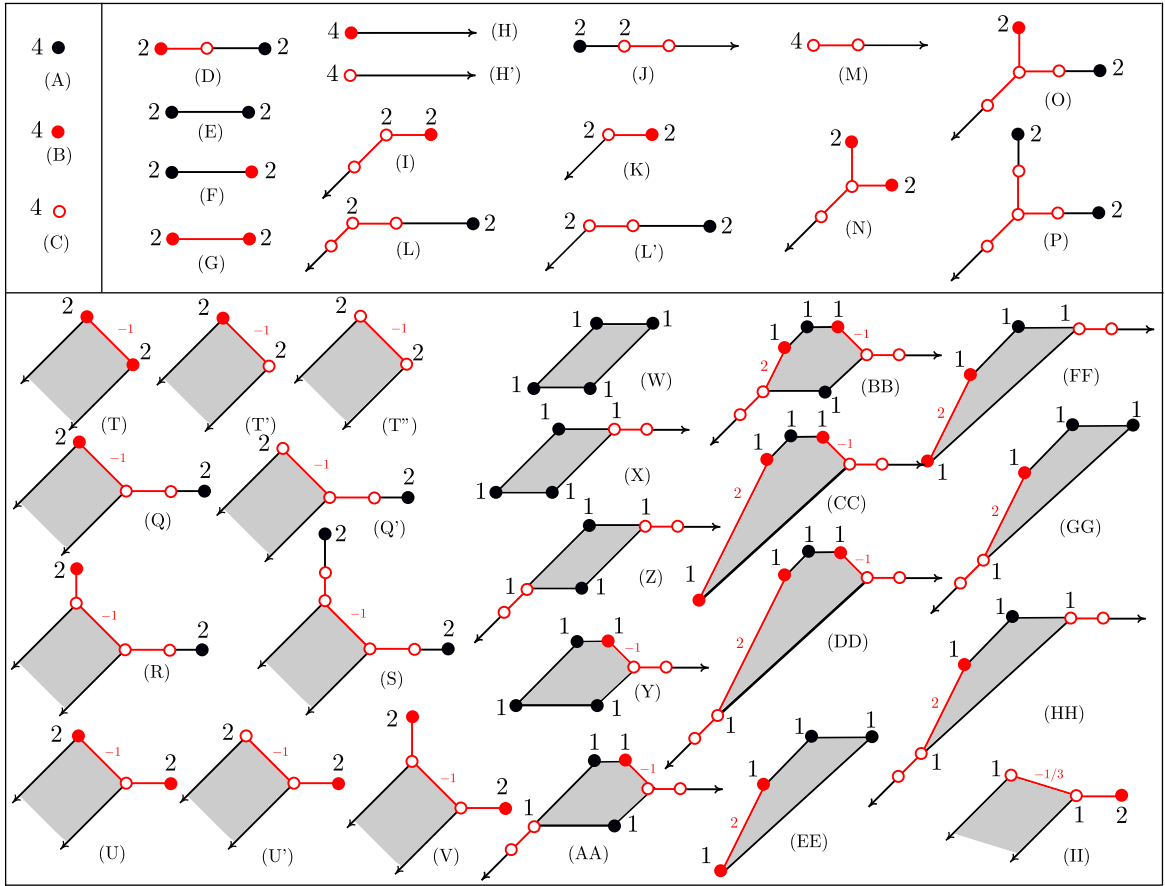 4 (A)
4 (B)
4 (C)
2 2 (D)
2 2 (E)
2 2 (F)
2 2 (G)
4 (H)
4 (H')
2 2 (I)
2 2 (L)
2 2 (J)
2 2 (K)
2 2 (L')
4 (M)
2 2 (N)
2 2 (O)
2 2 (P)
2 -1 2 (T)
2 -1 2 (T')
2 -1 2 (T'')
2 -1 2 (Q)
2 -1 2 (Q')
2 -1 2 (R)
2 -1 2 (S)
2 -1 2 (U)
2 -1 2 (U')
2 -1 2 (V)
1 1 1 1 (W)
1 1 1 1 (X)
1 1 1 1 (Z)
1 1 -1 1 1 (Y)
1 1 -1 1 1 (AA)
1 1 1 -1 2 1 (BB)
1 1 1 -1 2 1 (CC)
1 1 1 -1 2 1 (DD)
1 1 1 2 1 (EE)
1 1 1 2 1 (FF)
1 1 1 2 1 (GG)
1 1 1 2 1 (HH)
1 -1/3 1 2 (II)